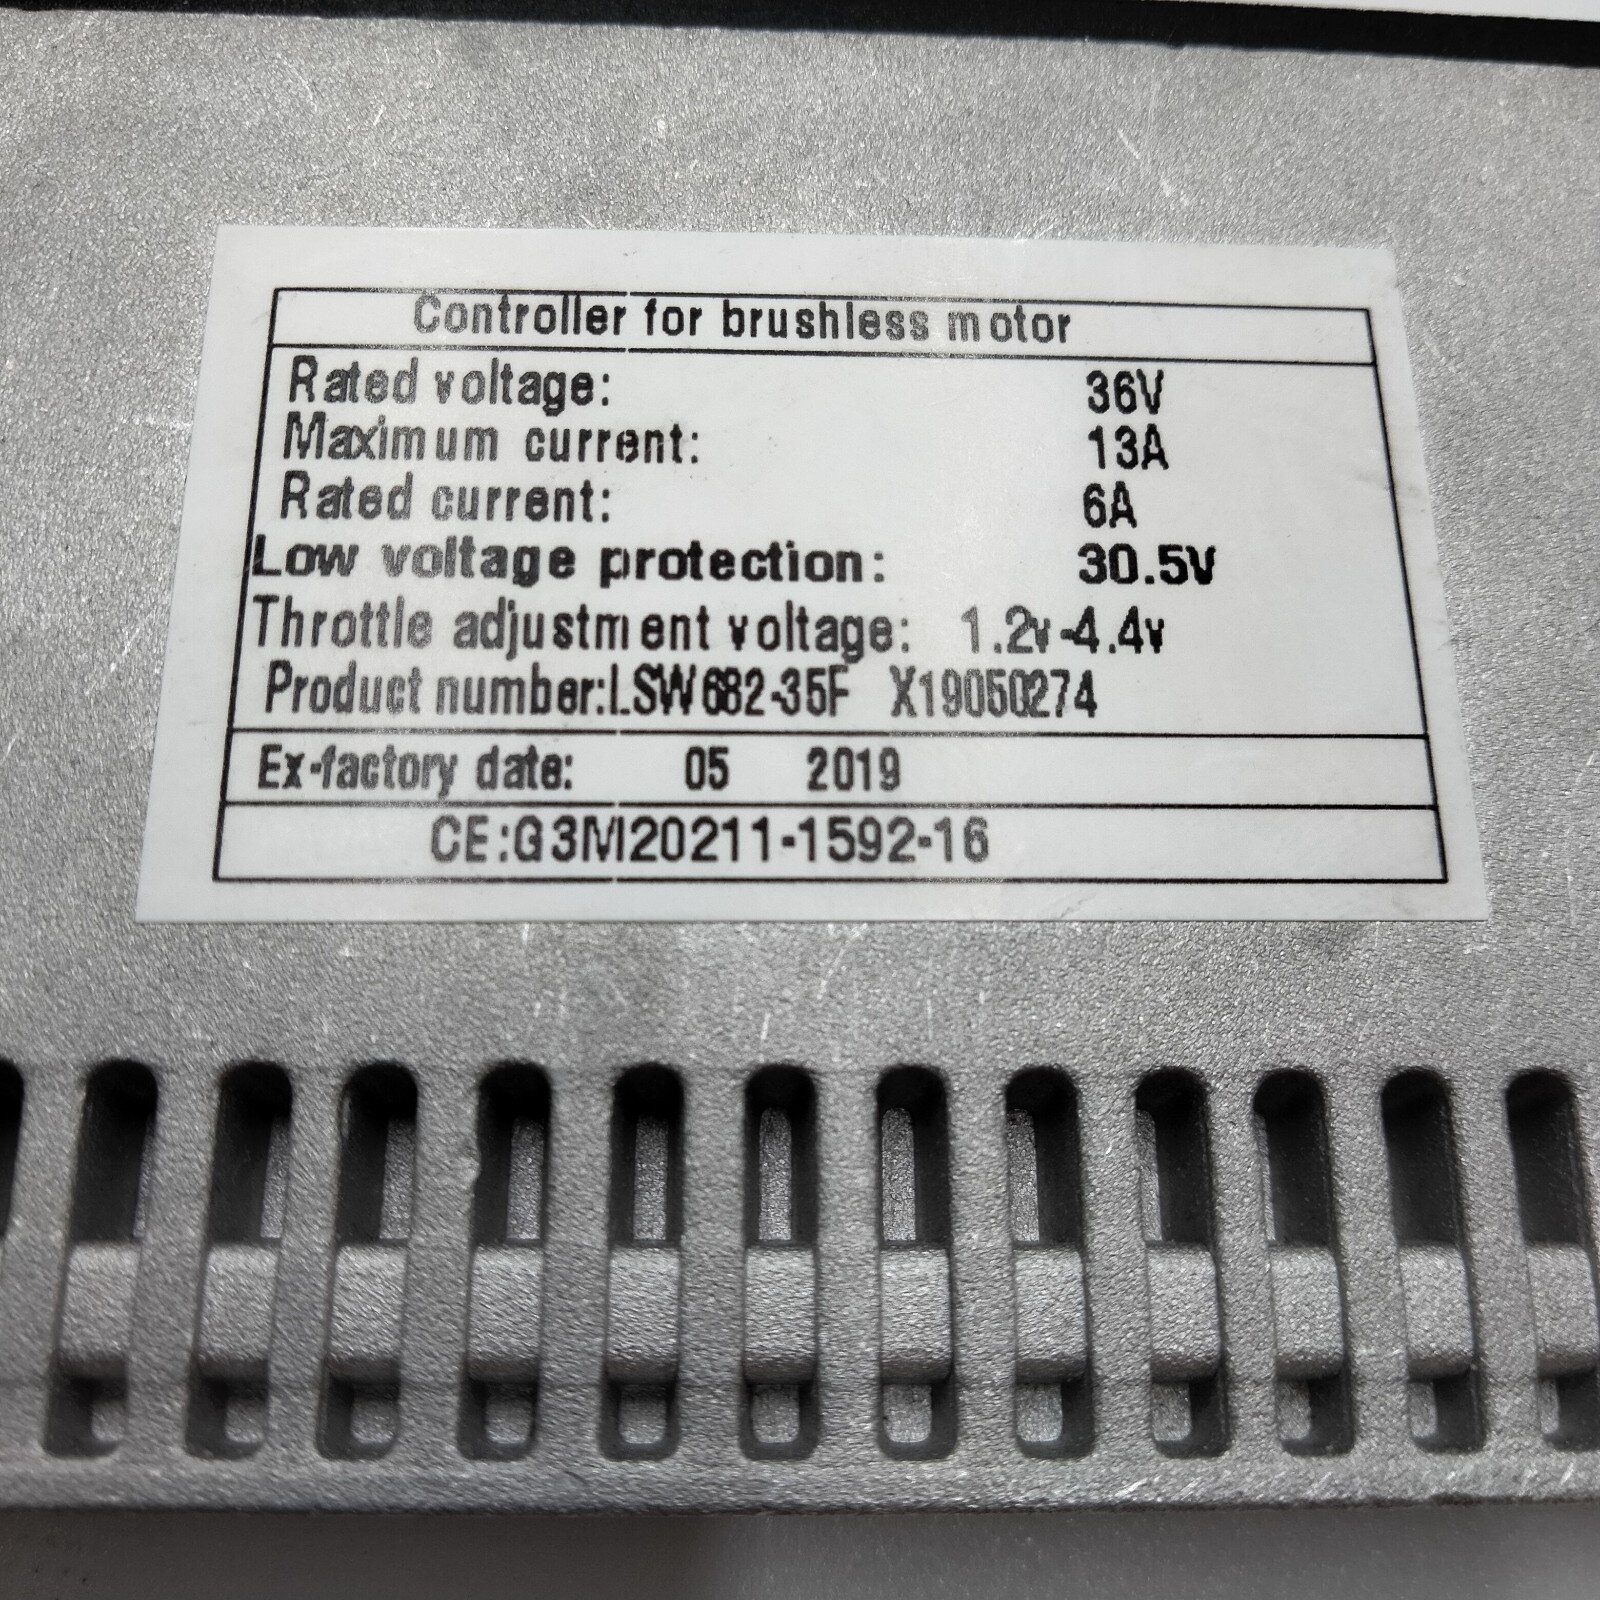 Controller for brushless motor
Rated voltage: 36V
Maximum current: 13A
Rated current: 6A
Low voltage protection: 30.5V
Throttle adjustment voltage: 1.2v-4.4v
Product number:LSW682-35F X19050274
Ex-factory date: 05 2019
CE:G3M20211-1592-16